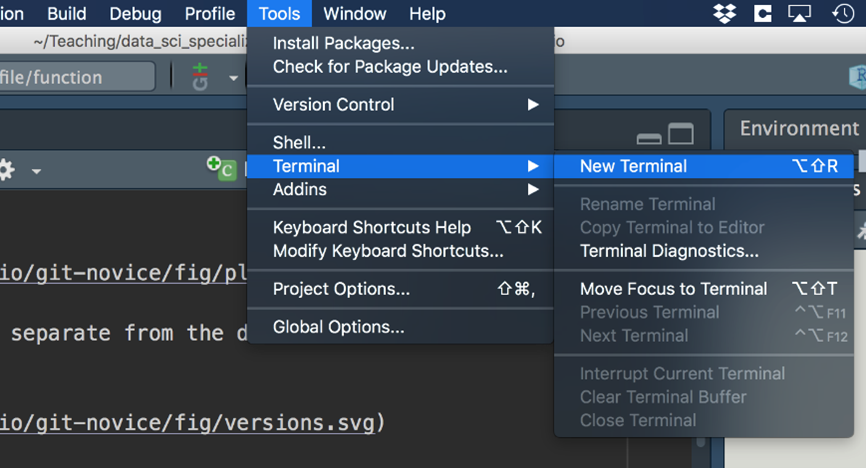 ion Build Debug Profile Tools Window Help
~/Teaching/data_sci_speciali
file/function
Install Packages...
Check for Package Updates...
Version Control ▶
Shell...
Terminal ▶
Addins ▶
Keyboard Shortcuts Help ⌥⇧K
Modify Keyboard Shortcuts...
Project Options... ⇧⌘,
Global Options...
New Terminal ⌥⇧R
Rename Terminal
Copy Terminal to Editor
Terminal Diagnostics...
Move Focus to Terminal ⌥⇧T
Previous Terminal ^⌥F11
Next Terminal ^⌥F12
Interrupt Current Terminal
Clear Terminal Buffer
Close Terminal
Environment
io/git-novice/fig/pl
separate from the d
io/git-novice/fig/versions.svg)